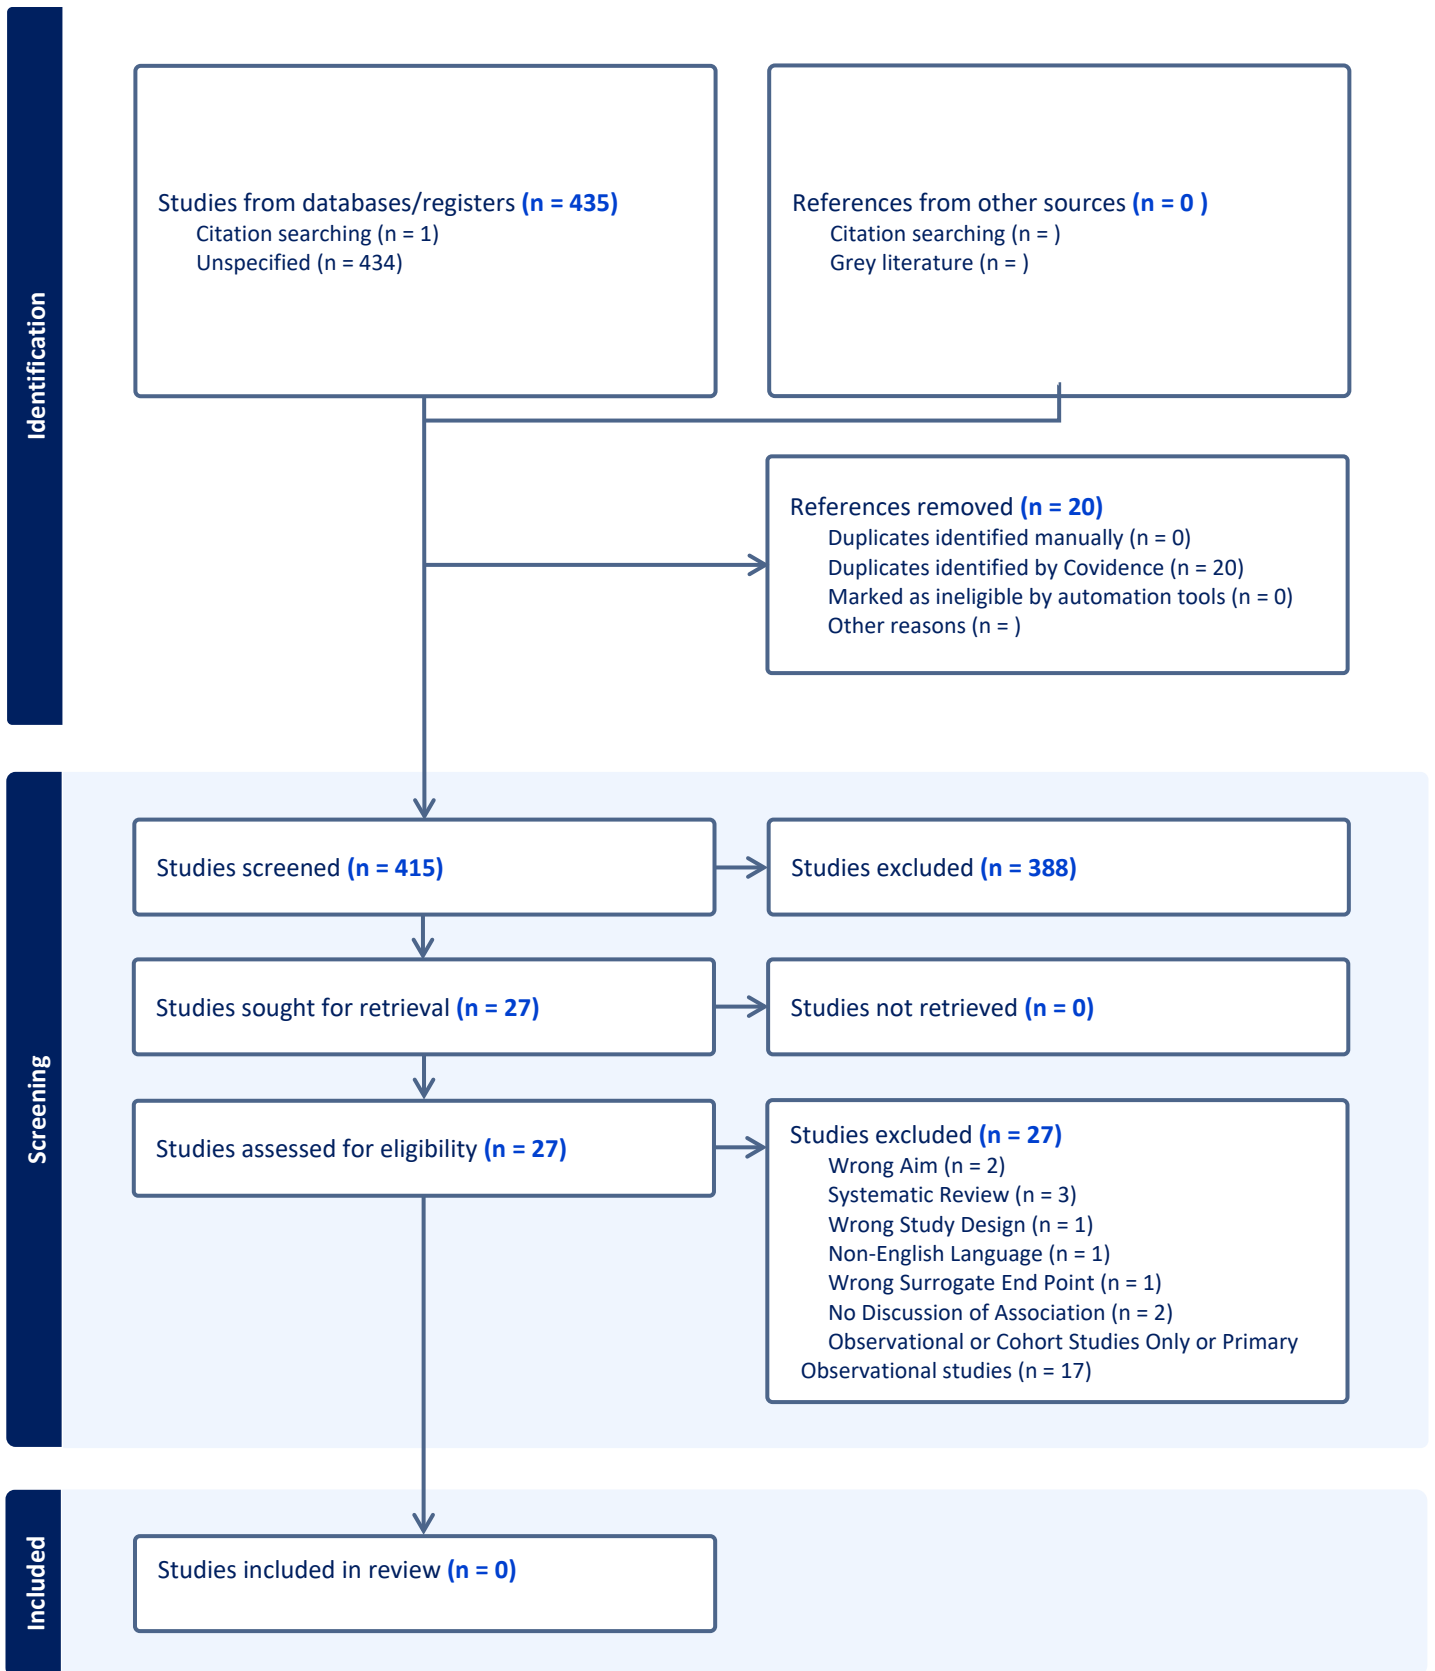 Identification
Studies from databases/registers (n = 435)
Citation searching (n = 1)
Unspecified (n = 434)
References from other sources (n = 0 )
Citation searching (n = )
Grey literature (n = )
References removed (n = 20)
Duplicates identified manually (n = 0)
Duplicates identified by Covidence (n = 20)
Marked as ineligible by automation tools (n = 0)
Other reasons (n = )
Screening
Studies screened (n = 415)
Studies excluded (n = 388)
Studies sought for retrieval (n = 27)
Studies not retrieved (n = 0)
Studies assessed for eligibility (n = 27)
Studies excluded (n = 27)
Wrong Aim (n = 2)
Systematic Review (n = 3)
Wrong Study Design (n = 1)
Non-English Language (n = 1)
Wrong Surrogate End Point (n = 1)
No Discussion of Association (n = 2)
Observational or Cohort Studies Only or Primary
Observational studies (n = 17)
Included
Studies included in review (n = 0)